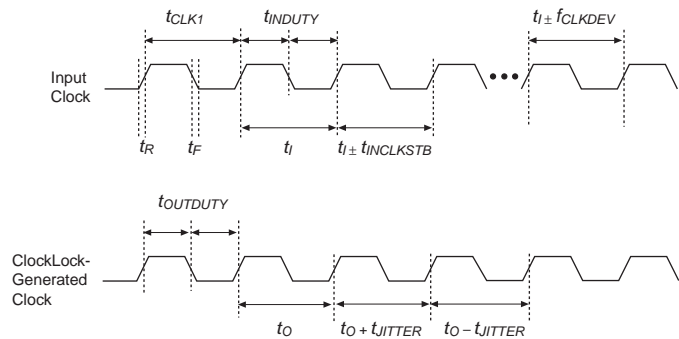 tCLK1 tINDUTY tI ± fCLKDEV
Input
Clock
tR tF tI tI ± tINCLKSTB
tOUTDUTY
ClockLock-
Generated
Clock
tO tO + tJITTER tO – tJITTER